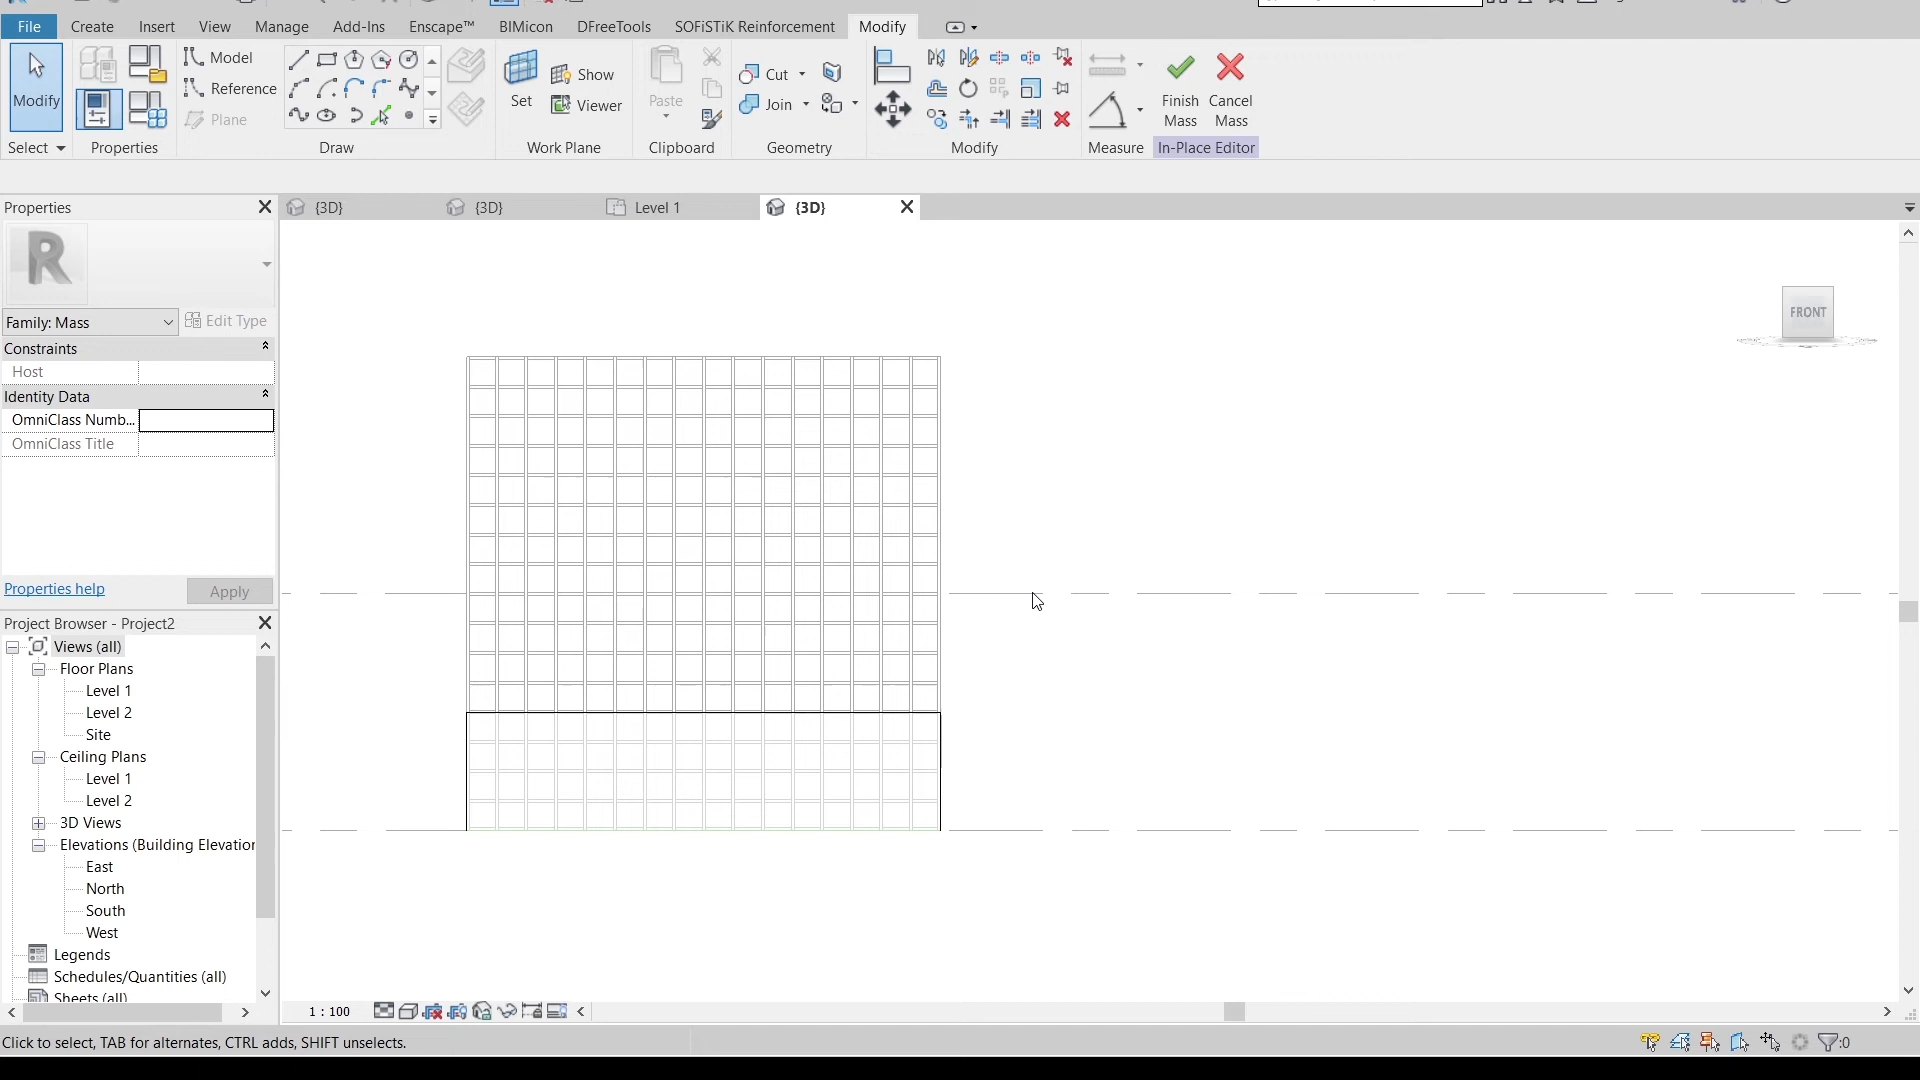 File Create Insert View Manage Add-Ins Enscape™ BIMicon DFreeTools SOFiSTiK Reinforcement Modify
Modify Model Reference Plane Set Show Viewer Paste Cut Join Finish Mass Cancel Mass
Select Properties Draw Work Plane Clipboard Geometry Modify Measure In-Place Editor
Properties
{3D} {3D} Level 1 {3D}
R
Family: Mass Edit Type
Constraints
Host
Identity Data
OmniClass Numb...
OmniClass Title
Properties help Apply
FRONT
Project Browser - Project2
Views (all)
Floor Plans
Level 1
Level 2
Site
Ceiling Plans
Level 1
Level 2
3D Views
Elevations (Building Elevation
East
North
South
West
Legends
Schedules/Quantities (all)
Sheets (all)
1 : 100
Click to select, TAB for alternates, CTRL adds, SHIFT unselects.
:0